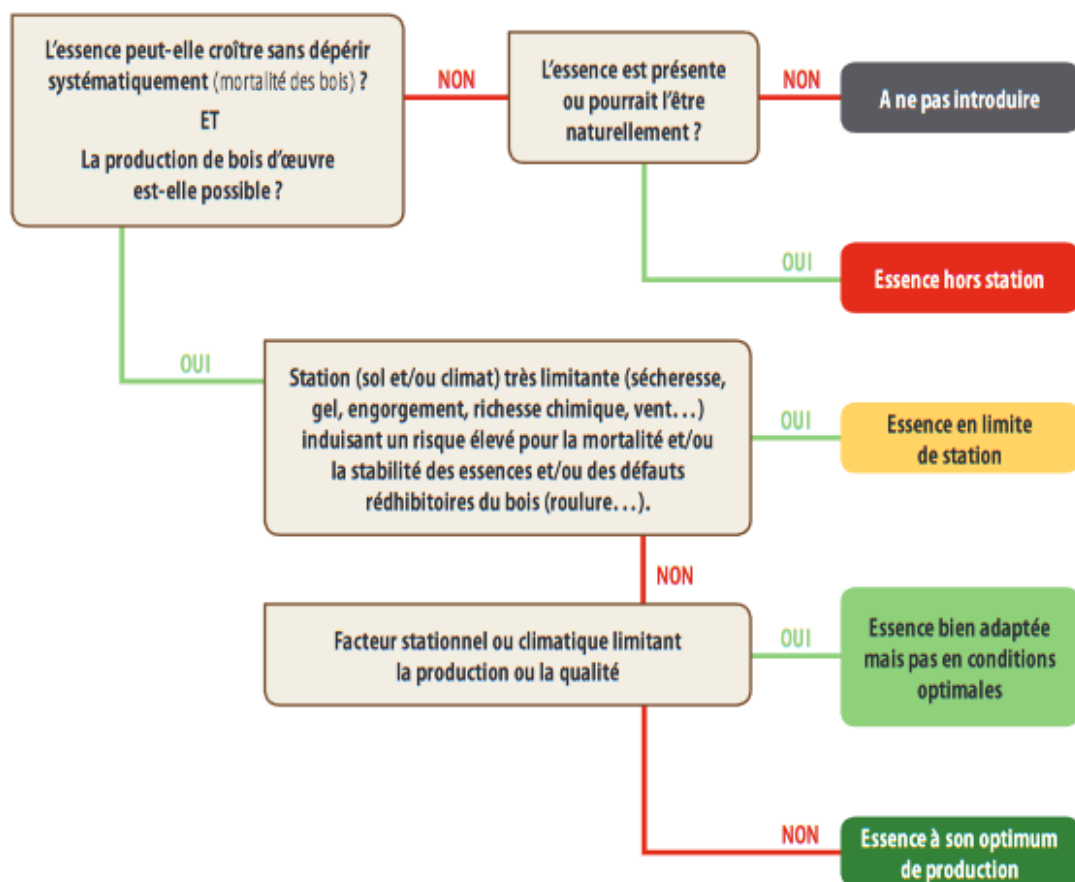 L'essence peut-elle croître sans dépérir
systématiquement (mortalité des bois) ?
ET
La production de bois d'œuvre
est-elle possible ?
NON
L'essence est présente
ou pourrait l'être
naturellement ?
NON
A ne pas introduire
OUI
Essence hors station
OUI
Station (sol et/ou climat) très limitante (sécheresse,
gel, engorgement, richesse chimique, vent…)
induisant un risque élevé pour la mortalité et/ou
la stabilité des essences et/ou des défauts
rédhibitoires du bois (roulure…).
OUI
Essence en limite
de station
NON
Facteur stationnel ou climatique limitant
la production ou la qualité
OUI
Essence bien adaptée
mais pas en conditions
optimales
NON
Essence à son optimum
de production